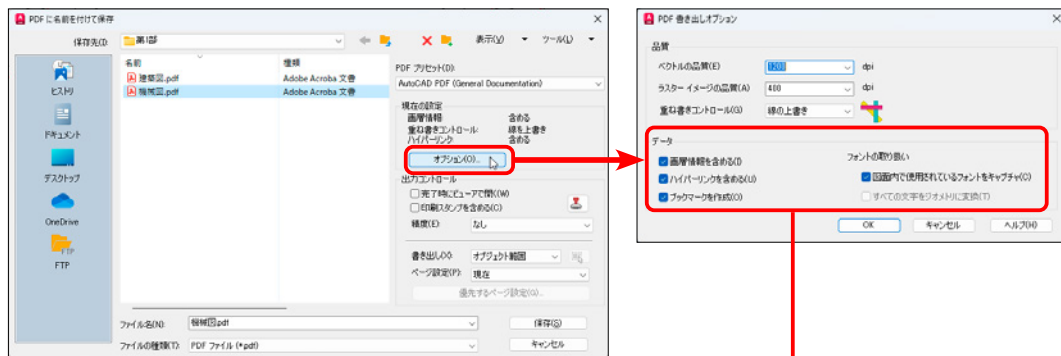 PDF に名前を付けて保存
保存先(I):
第1部
表示(V)
ツール(L)
名前
種類
建築図.pdf
Adobe Acroba 文書
機械図.pdf
Adobe Acroba 文書
ヒストリ
ドキュメント
デスクトップ
OneDrive
FTP
FTP
PDF プリセット(D):
AutoCAD PDF (General Documentation)
現在の設定
画層情報 含める
重ね書きコントロール: 線を上書き
ハイパーリンク 含める
オプション(O)...
出力コントロール
完了時にビューアで開く(W)
印刷スタンプを含める(C)
精度(E): なし
書き出し(X): オブジェクト範囲
ページ設定(P): 現在
優先するページ設定(G)...
ファイル名(N): 機械図.pdf
保存(S)
ファイルの種類(T): PDF ファイル (*.pdf)
キャンセル
PDF 書き出しオプション
品質
ベクトルの品質(E) 1200 dpi
ラスター イメージの品質(A) 400 dpi
重ね書きコントロール(G) 線の上書き
データ
画層情報を含める(I)
ハイパーリンクを含める(U)
ブックマークを作成(O)
フォントの取り扱い
図面内で使用されているフォントをキャプチャ(C)
すべての文字をジオメトリに変換(T)
OK
キャンセル
ヘルプ(H)